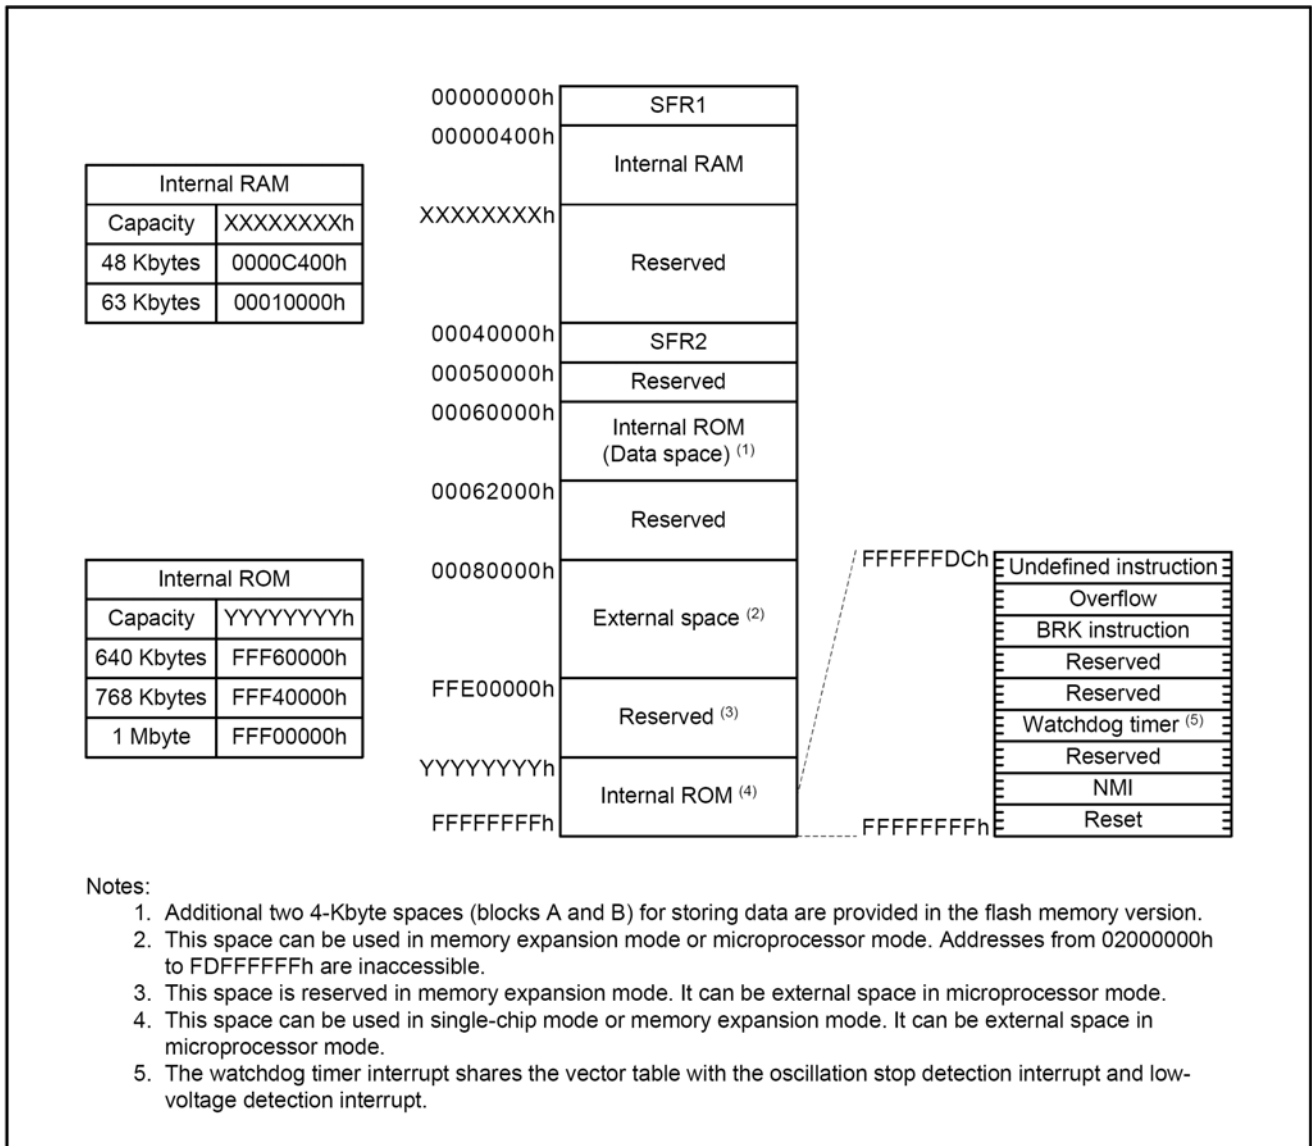 00000000h
SFR1
00000400h
Internal RAM
XXXXXXXXh
Reserved
00040000h
SFR2
00050000h
Reserved
00060000h
Internal ROM
(Data space) (1)
00062000h
Reserved
00080000h
External space (2)
FFE00000h
Reserved (3)
YYYYYYYYh
Internal ROM (4)
FFFFFFFFh
Internal RAM
Capacity XXXXXXXXh
48 Kbytes 0000C400h
63 Kbytes 00010000h
Internal ROM
Capacity YYYYYYYYh
640 Kbytes FFF60000h
768 Kbytes FFF40000h
1 Mbyte FFF00000h
FFFFFFDCh
Undefined instruction
Overflow
BRK instruction
Reserved
Reserved
Watchdog timer (5)
Reserved
NMI
Reset
FFFFFFFFh
Notes:
1. Additional two 4-Kbyte spaces (blocks A and B) for storing data are provided in the flash memory version.
2. This space can be used in memory expansion mode or microprocessor mode. Addresses from 02000000h
to FDFFFFFFh are inaccessible.
3. This space is reserved in memory expansion mode. It can be external space in microprocessor mode.
4. This space can be used in single-chip mode or memory expansion mode. It can be external space in
microprocessor mode.
5. The watchdog timer interrupt shares the vector table with the oscillation stop detection interrupt and low-
voltage detection interrupt.